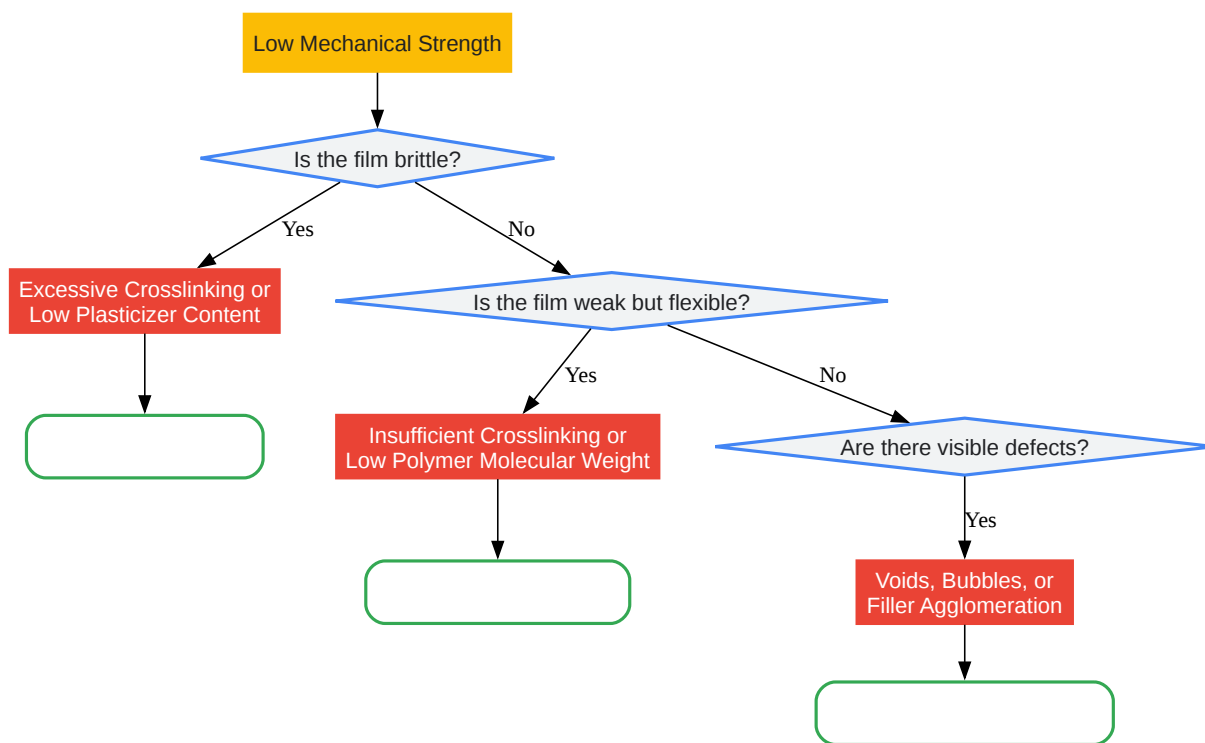 Low Mechanical Strength
Is the film brittle?
Yes
No
Excessive Crosslinking or
Low Plasticizer Content
Is the film weak but flexible?
Yes
No
Insufficient Crosslinking or
Low Polymer Molecular Weight
Are there visible defects?
Yes
Voids, Bubbles, or
Filler Agglomeration